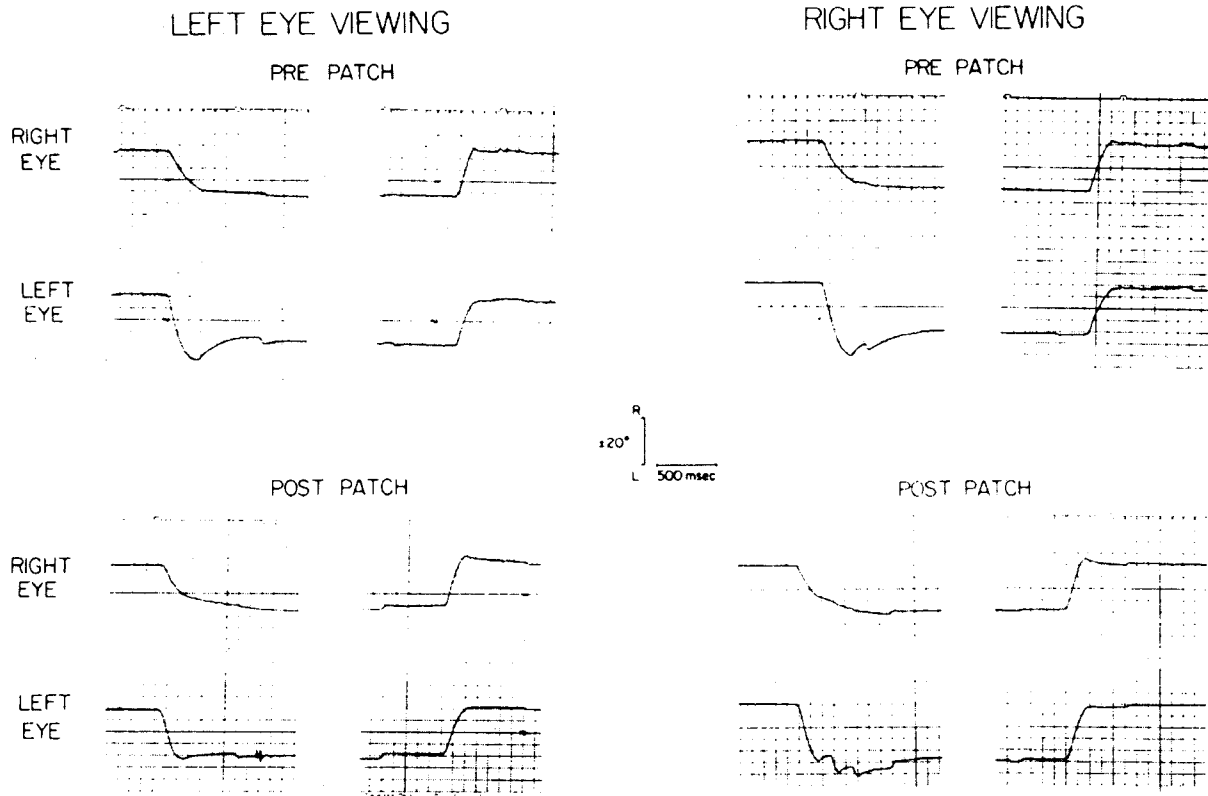 LEFT EYE VIEWING
RIGHT EYE VIEWING
PRE PATCH
PRE PATCH
RIGHT
EYE
LEFT
EYE
R
±20°
L
500 msec
POST PATCH
POST PATCH
RIGHT
EYE
LEFT
EYE